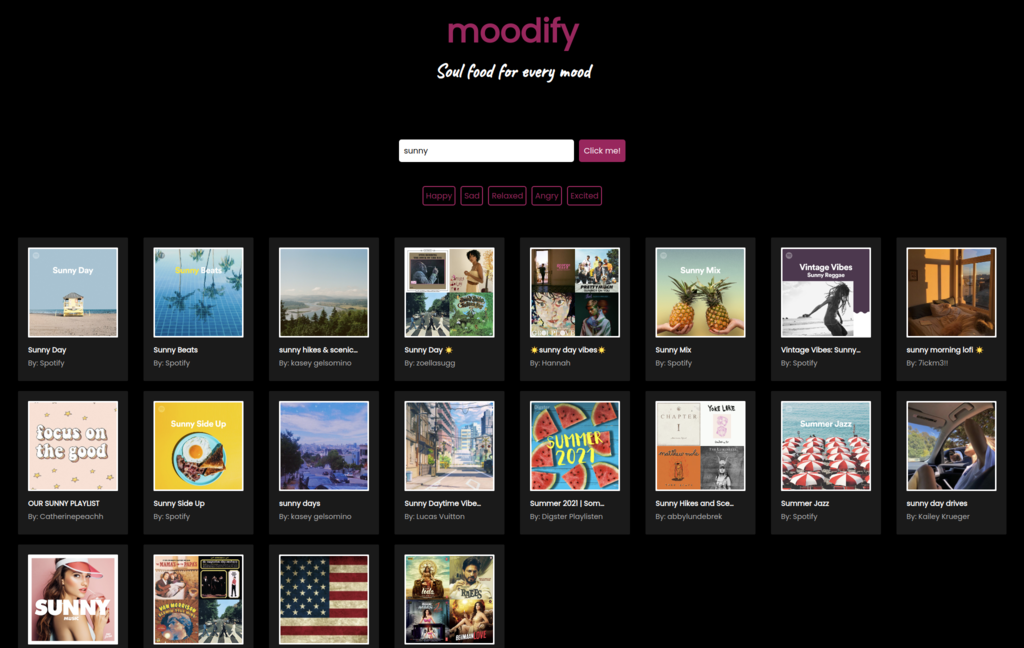 moodify
Soul food for every mood
sunny
Click me!
Happy
Sad
Relaxed
Angry
Excited
Sunny Day
Sunny Day
By: Spotify
Sunny Beats
Sunny Beats
By: Spotify
sunny hikes & scenic...
By: kasey gelsomino
Sunny Day ☀️
By: zoellasugg
☀️sunny day vibes☀️
By: Hannah
Sunny Mix
Sunny Mix
By: Spotify
Vintage Vibes
Sunny Reggae
Vintage Vibes: Sunny...
By: Spotify
sunny morning lofi ☀️
By: 7ickm3!!
focus on
the good
OUR SUNNY PLAYLIST
By: Catherinepeachh
Sunny Side Up
Sunny Side Up
By: Spotify
sunny days
By: kasey gelsomino
Sunny Daytime Vibe...
By: Lucas Vuitton
SUMMER
2021
Summer 2021 | Som...
By: Digster Playlisten
CHAPTER
I
YOKE LORE
Sunny Hikes and Sce...
By: abbylundebrek
Summer Jazz
Summer Jazz
By: Spotify
sunny day drives
By: Kailey Krueger
SUNNY
MUSIC
VAN MORRISON